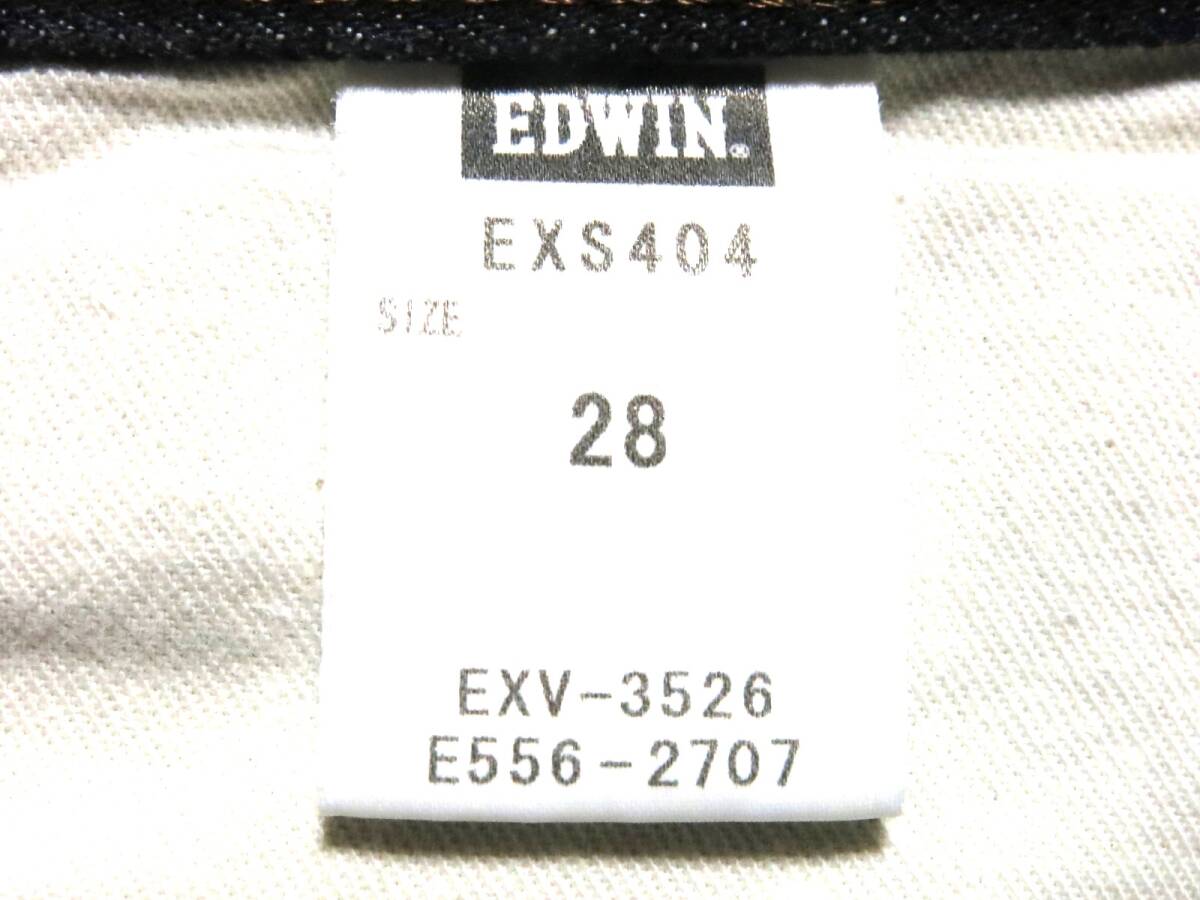 EDWIN®
EXS404
SIZE
28
EXV-3526
E556-2707